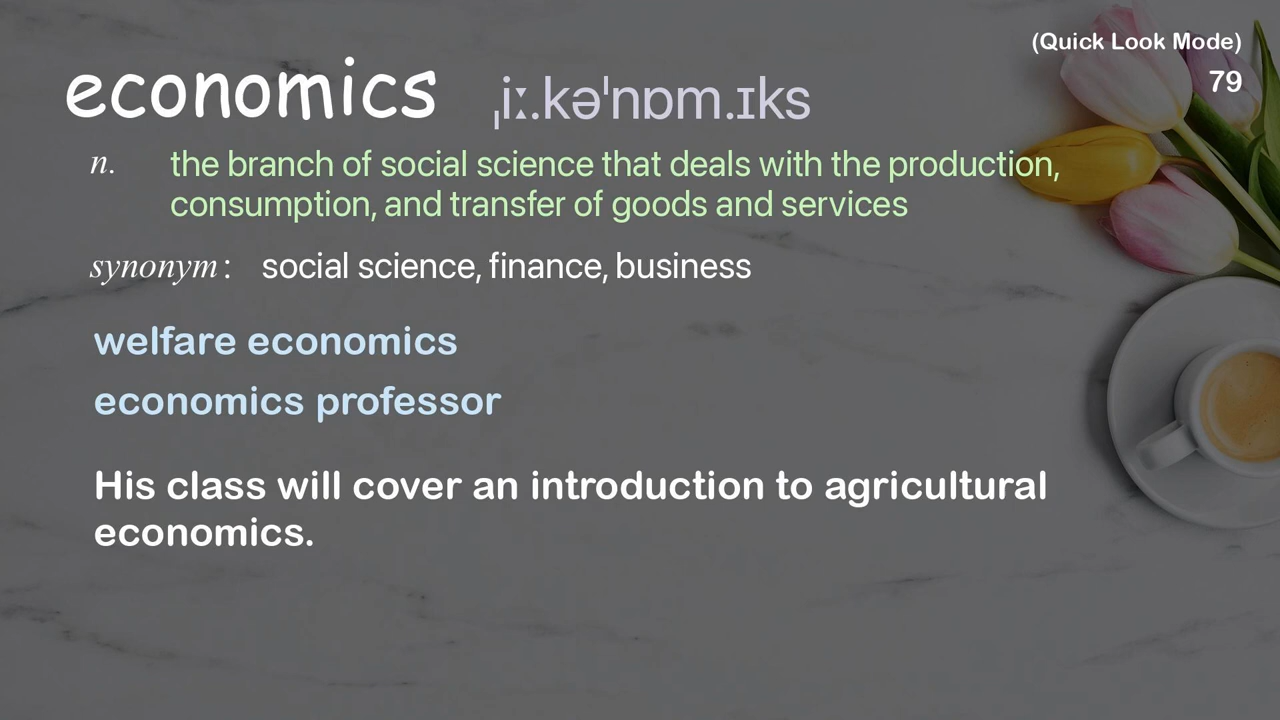 (Quick Look Mode)
79
economics ˌiː.kəˈnɒm.ɪks
n. the branch of social science that deals with the production,
consumption, and transfer of goods and services
synonym: social science, finance, business
welfare economics
economics professor
His class will cover an introduction to agricultural
economics.